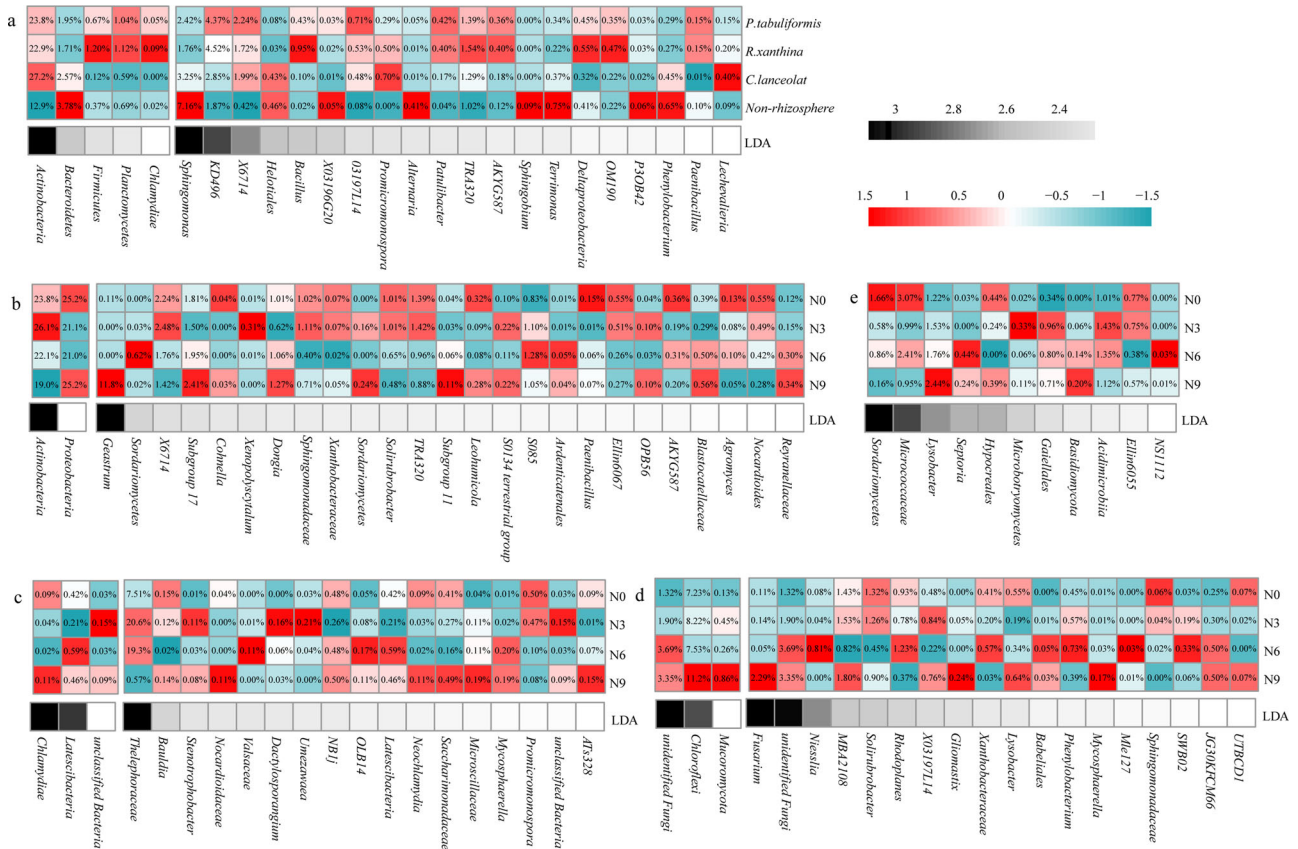 a
23.8% 1.95% 0.67% 1.04% 0.05% 2.42% 4.37% 2.24% 0.08% 0.43% 0.03% 0.71% 0.29% 0.05% 0.42% 1.39% 0.36% 0.00% 0.34% 0.45% 0.35% 0.02% 0.29% 0.15% 0.15% P.tabuliformis
22.9% 1.71% 1.20% 1.12% 0.09% 1.76% 4.52% 1.72% 0.03% 0.95% 0.02% 0.53% 0.50% 0.01% 0.40% 1.54% 0.40% 0.00% 0.22% 0.55% 0.47% 0.03% 0.27% 0.15% 0.20% R.xanthina
27.2% 2.57% 0.12% 0.59% 0.00% 3.25% 2.85% 1.99% 0.43% 0.10% 0.01% 0.48% 0.70% 0.01% 0.17% 1.29% 0.18% 0.00% 0.07% 0.32% 0.22% 0.02% 0.45% 0.01% 0.40% C.lanceolat
12.9% 3.78% 0.37% 0.69% 0.02% 7.16% 1.87% 0.42% 0.46% 0.02% 0.05% 0.08% 0.00% 0.41% 0.04% 1.02% 0.12% 0.09% 0.75% 0.41% 0.22% 0.06% 0.65% 0.10% 0.09% Non-rhizosphere
LDA
Actinobacteria
Bacteroidetes
Firmicutes
Planctomycetes
Chlamydiae
Sphingomonas
KD496
X6714
Helotiales
Bacillus
X03196G20
03197L14
Promicromonospora
Alternaria
Patulibacter
TRA320
AKYG587
Sphingobium
Terrimonas
Deltaproteobacteria
OM190
P3OB42
Phenylobacterium
Paenibacillus
Lechevalieria
3 2.8 2.6 2.4
1.5 1 0.5 0 −0.5 −1 −1.5
b
23.8% 25.2% 0.11% 0.00% 2.24% 1.81% 0.04% 0.01% 1.01% 1.02% 0.07% 0.00% 1.01% 1.39% 0.04% 0.32% 0.10% 0.83% 0.01% 0.15% 0.55% 0.04% 0.36% 0.39% 0.13% 0.55% 0.12% N0
26.1% 21.1% 0.00% 0.03% 2.48% 1.50% 0.00% 0.31% 0.62% 1.11% 0.07% 0.16% 1.01% 1.42% 0.03% 0.09% 0.22% 1.10% 0.01% 0.01% 0.51% 0.10% 0.19% 0.29% 0.08% 0.49% 0.15% N3
22.1% 21.0% 0.00% 0.62% 1.76% 1.95% 0.00% 0.00% 1.06% 0.40% 0.02% 0.00% 0.65% 0.96% 0.06% 0.08% 0.11% 1.28% 0.05% 0.06% 0.26% 0.03% 0.31% 0.50% 0.10% 0.42% 0.30% N6
19.0% 25.2% 11.8% 0.02% 1.42% 2.41% 0.03% 0.00% 1.27% 0.71% 0.05% 0.24% 0.48% 0.88% 0.11% 0.28% 0.22% 1.05% 0.04% 0.07% 0.27% 0.10% 0.20% 0.56% 0.05% 0.28% 0.34% N9
LDA
Actinobacteria
Proteobacteria
Geastrum
Sordariomycetes
X6714
Subgroup 17
Cohnella
Xenopolyscytalum
Dongia
Sphingomonadaceae
Xanthobacteraceae
Sordariomycetes
Solirubrobacter
TRA320
Subgroup 11
Leohumicola
S0134 terrestrial group
S085
Ardenticatenales
Paenibacillus
Ellin6067
OPB56
AKYG587
Blastocatellaceae
Agromyces
Nocardioides
Reyranellaceae
e
1.66% 3.07% 1.22% 0.03% 0.44% 0.02% 0.34% 0.00% 1.01% 0.77% 0.00% N0
0.58% 0.99% 1.53% 0.00% 0.24% 0.33% 0.96% 0.06% 1.43% 0.75% 0.00% N3
0.86% 2.41% 1.76% 0.44% 0.00% 0.06% 0.80% 0.14% 1.35% 0.38% 0.03% N6
0.16% 0.95% 2.44% 0.24% 0.39% 0.11% 0.71% 0.20% 1.12% 0.57% 0.01% N9
LDA
Sordariomycetes
Micrococcaceae
Lysobacter
Septoria
Hypocreales
Microbotryomycetes
Gaiellales
Basidiomycota
Acidimicrobiia
Ellin6055
NS1112
c
0.09% 0.42% 0.03% 7.51% 0.15% 0.01% 0.04% 0.00% 0.00% 0.03% 0.48% 0.05% 0.42% 0.09% 0.41% 0.04% 0.01% 0.50% 0.03% 0.09% N0
0.04% 0.21% 0.15% 20.6% 0.12% 0.11% 0.00% 0.01% 0.16% 0.21% 0.26% 0.08% 0.21% 0.03% 0.27% 0.11% 0.02% 0.47% 0.15% 0.01% N3
0.02% 0.59% 0.03% 19.3% 0.02% 0.03% 0.00% 0.11% 0.06% 0.04% 0.48% 0.17% 0.59% 0.02% 0.16% 0.11% 0.20% 0.10% 0.03% 0.07% N6
0.11% 0.46% 0.09% 0.57% 0.14% 0.08% 0.11% 0.00% 0.03% 0.00% 0.50% 0.11% 0.46% 0.11% 0.49% 0.19% 0.19% 0.08% 0.09% 0.15% N9
LDA
Chlamydiae
Latescibacteria
unclassified Bacteria
Thelephoraceae
Bauldia
Stenotrophobacter
Nocardioidaceae
Valsaceae
Dactylosporangium
Umezawaea
NB1j
OLB14
Latescibacteria
Neochlamydia
Saccharimonadaceae
Microscillaceae
Mycosphaerella
Promicromonospora
unclassified Bacteria
ATs328
d
1.32% 7.23% 0.13% 0.11% 1.32% 0.08% 1.43% 1.32% 0.93% 0.48% 0.00% 0.41% 0.55% 0.00% 0.45% 0.01% 0.00% 0.06% 0.03% 0.25% 0.07% N0
1.90% 8.22% 0.45% 0.14% 1.90% 0.04% 1.53% 1.26% 0.78% 0.84% 0.05% 0.20% 0.19% 0.01% 0.57% 0.01% 0.00% 0.04% 0.19% 0.30% 0.02% N3
3.69% 7.53% 0.26% 0.05% 3.69% 0.81% 0.82% 0.45% 1.23% 0.22% 0.00% 0.57% 0.34% 0.05% 0.73% 0.00% 0.03% 0.02% 0.33% 0.50% 0.00% N6
3.35% 11.2% 0.86% 2.29% 3.35% 0.00% 1.80% 0.90% 0.37% 0.76% 0.24% 0.03% 0.64% 0.03% 0.39% 0.17% 0.01% 0.00% 0.06% 0.50% 0.07% N9
LDA
unidentified Fungi
Chloroflexi
Mucoromycota
Fusarium
unidentified Fungi
Niesslia
MBA2108
Solirubrobacter
Rhodoplanes
X03197L14
Gliomastix
Xanthobacteraceae
Lysobacter
Babeliales
Phenylobacterium
Mycosphaerella
Mle127
Sphingomonadaceae
SWB02
JG30KFCM66
UTBCD1